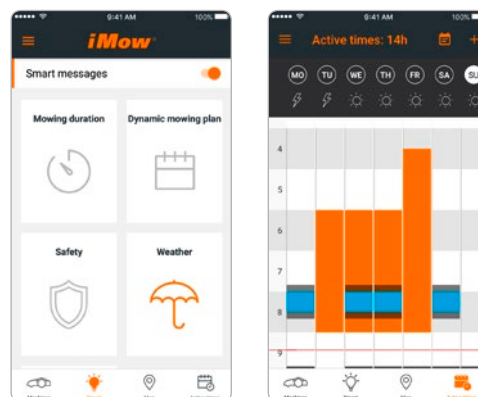 9:41 AM 100%
iMow
Smart messages
Mowing duration
Dynamic mowing plan
Safety
Weather
9:41 AM 100%
Active times: 14h
MO TU WE TH FR SA SU
4
5
6
7
8
9